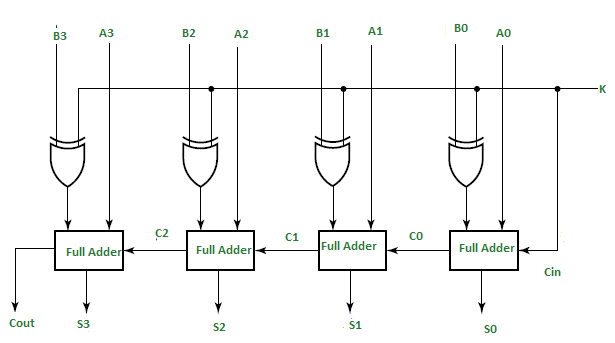 B3 A3 B2 A2 B1 A1 B0 A0
K
C2 C1 C0
Full Adder Full Adder Full Adder Full Adder
Cin
Cout S3 S2 S1 S0